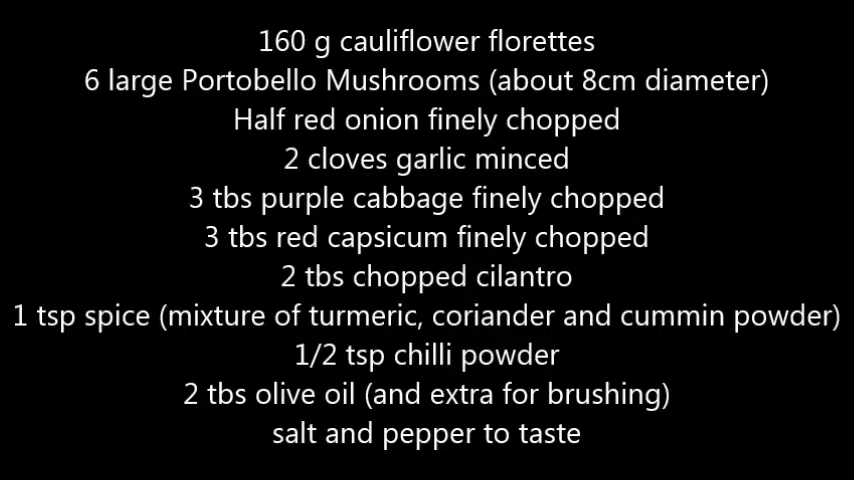 160 g cauliflower florettes
6 large Portobello Mushrooms (about 8cm diameter)
Half red onion finely chopped
2 cloves garlic minced
3 tbs purple cabbage finely chopped
3 tbs red capsicum finely chopped
2 tbs chopped cilantro
1 tsp spice (mixture of turmeric, coriander and cummin powder)
1/2 tsp chilli powder
2 tbs olive oil (and extra for brushing)
salt and pepper to taste